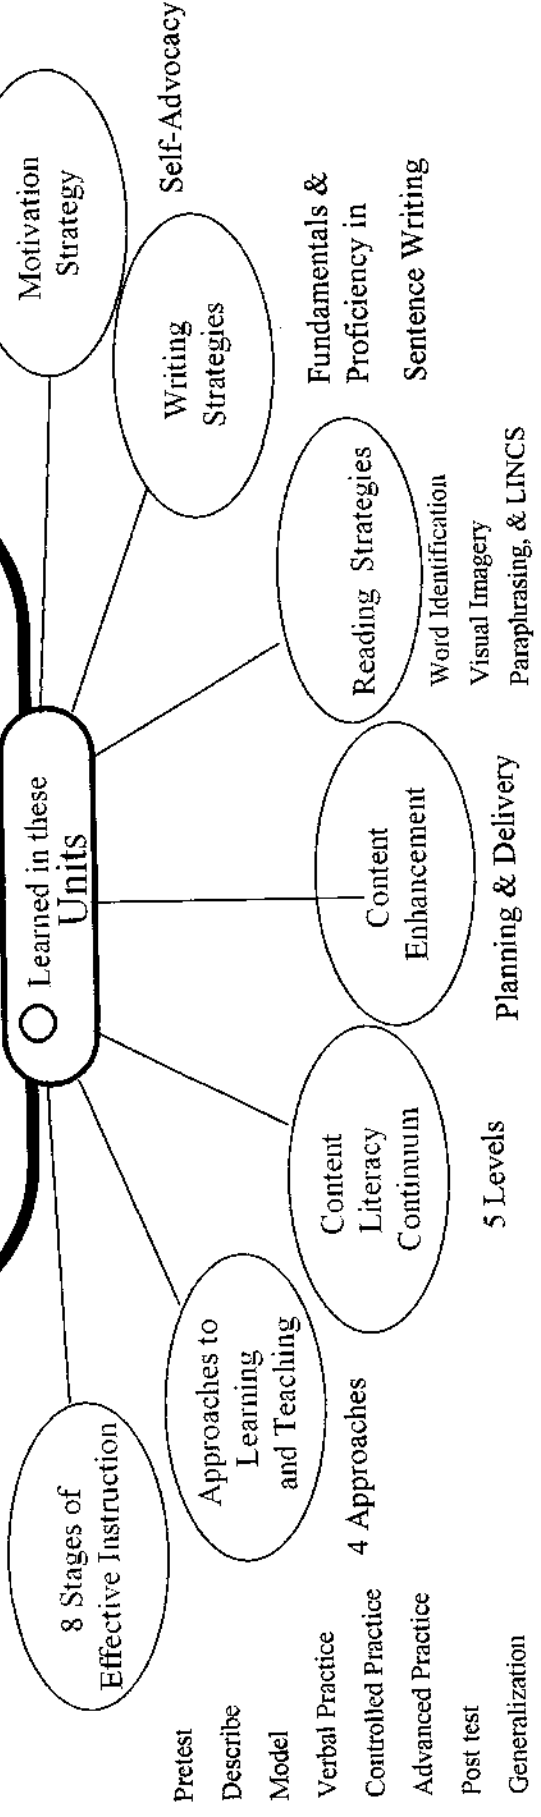 Learned in these
Units
8 Stages of
Effective Instruction
Pretest
Describe
Model
Verbal Practice
Controlled Practice
Advanced Practice
Post test
Generalization
Approaches to
Learning
and Teaching
4 Approaches
Content
Literacy
Continuum
5 Levels
Content
Enhancement
Planning & Delivery
Reading Strategies
Word Identification
Visual Imagery
Paraphrasing, & LINCS
Writing
Strategies
Fundamentals &
Proficiency in
Sentence Writing
Motivation
Strategy
Self-Advocacy